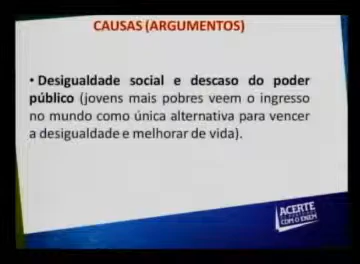 CAUSAS (ARGUMENTOS)
• Desigualdade social e descaso do poder
público (jovens mais pobres veem o ingresso
no mundo como única alternativa para vencer
a desigualdade e melhorar de vida).
ACERTE
COM O ENEM